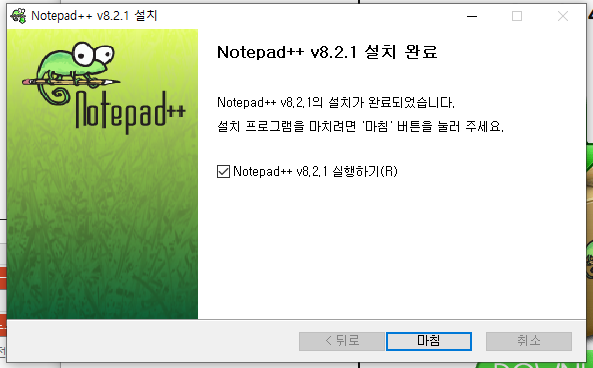 Notepad++ v8.2.1 설치
Notepad++
Notepad++ v8.2.1 설치 완료
Notepad++ v8.2.1의 설치가 완료되었습니다.
설치 프로그램을 마치려면 '마침' 버튼을 눌러 주세요.
Notepad++ v8.2.1 실행하기(R)
< 뒤로
마침
취소